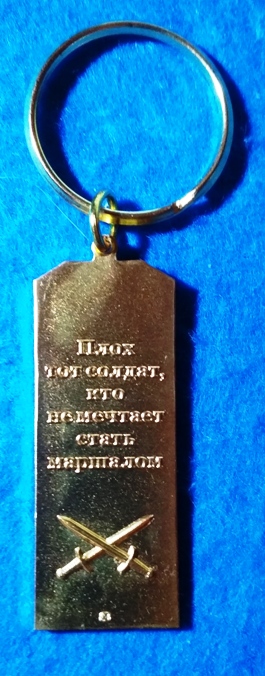 Плох
тот солдат,
кто
не мечтает
стать
маршалом